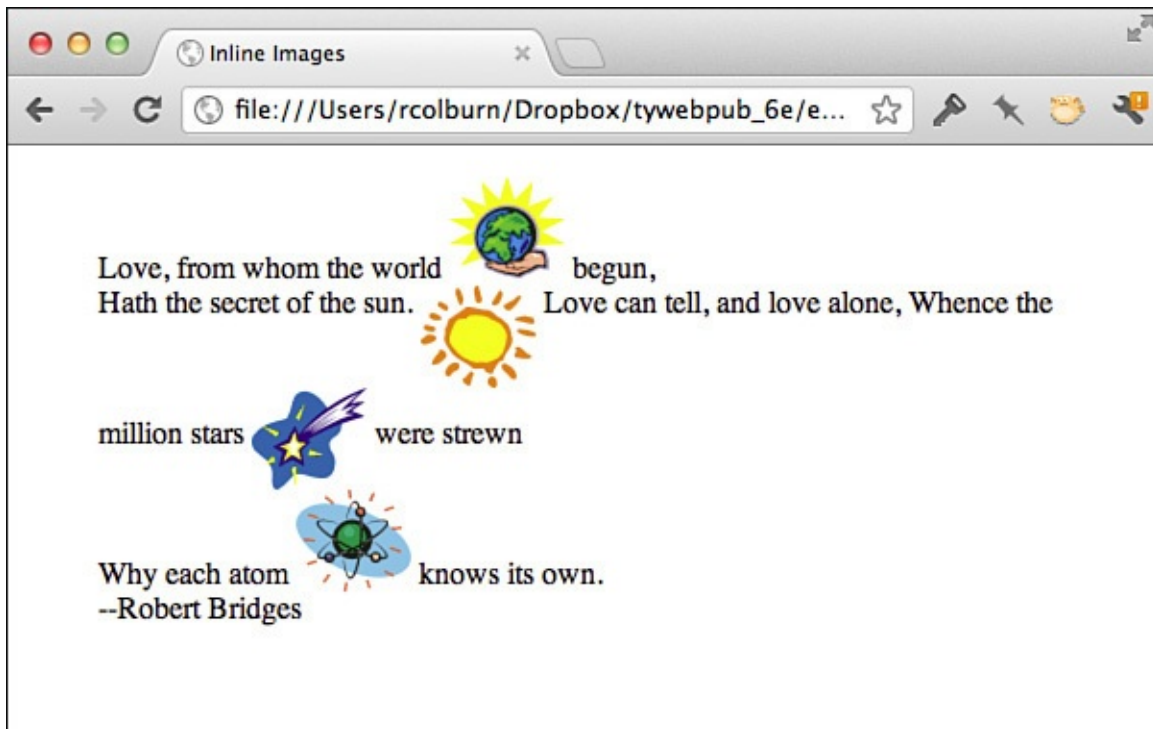 Inline Images
file:///Users/rcolburn/Dropbox/tywebpub_6e/e...
Love, from whom the world begun,
Hath the secret of the sun. Love can tell, and love alone, Whence the
million stars were strewn
Why each atom knows its own.
--Robert Bridges